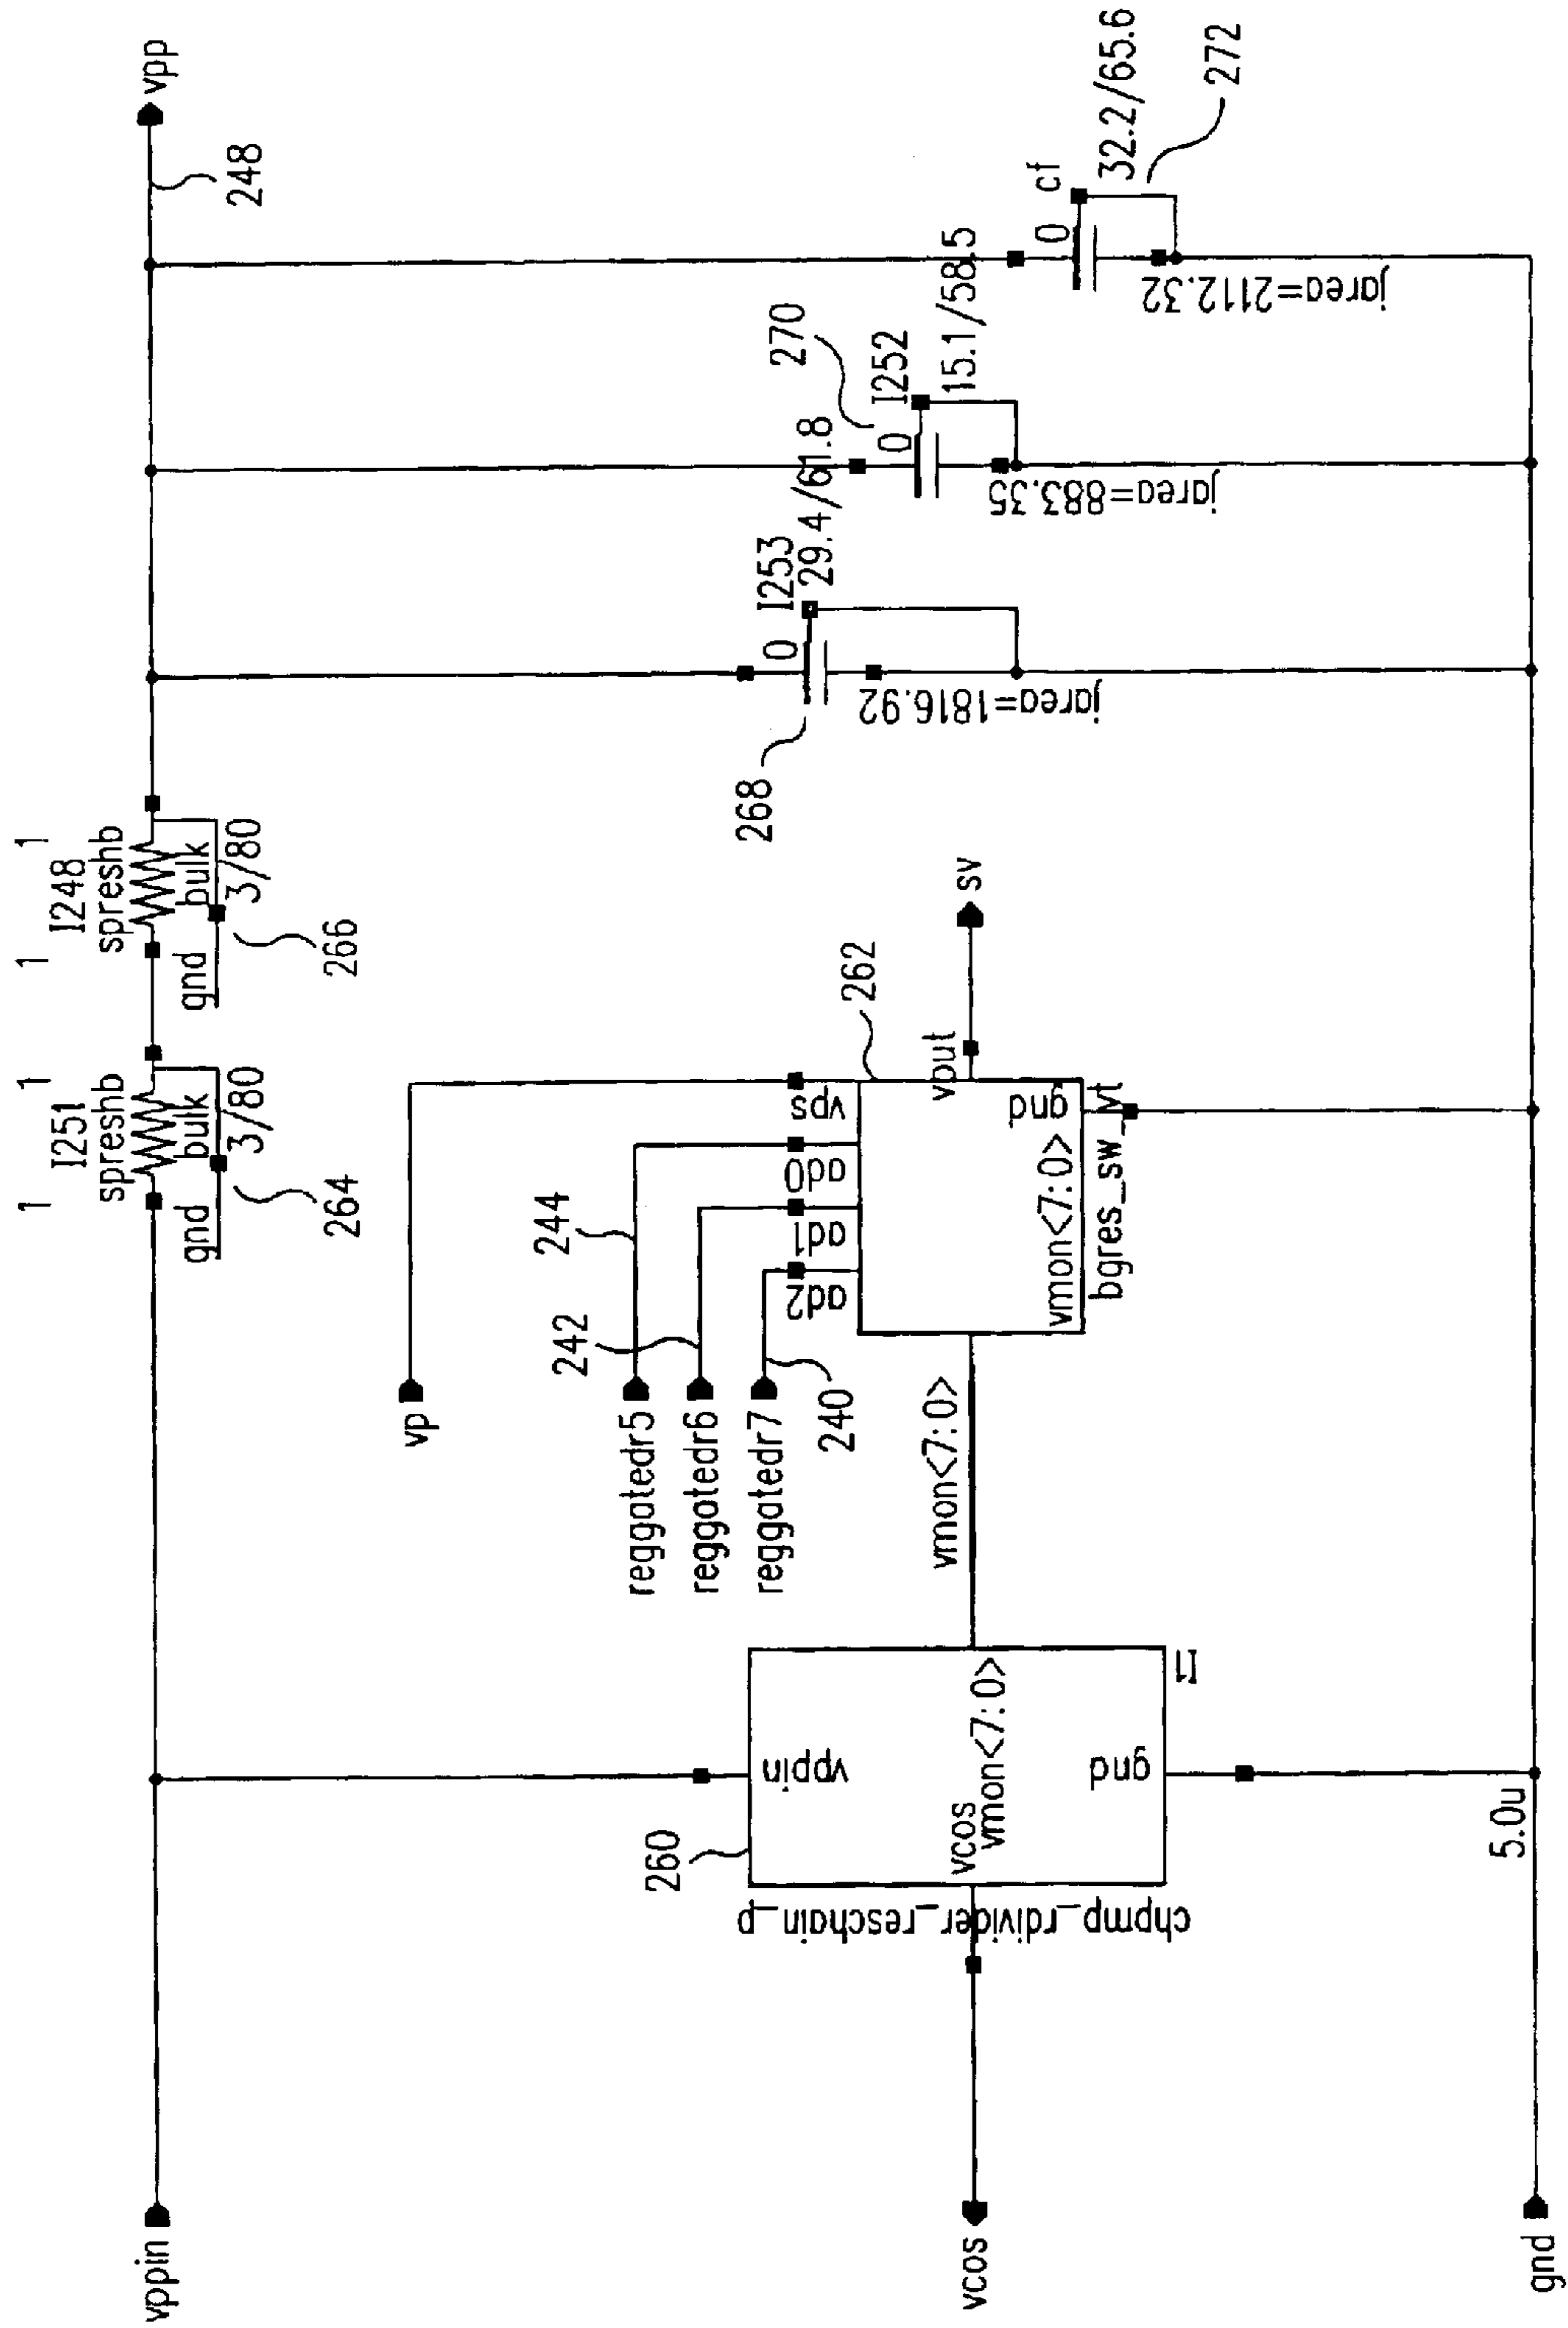 vppin
1
I251
spreshb
1
bulk
gnd
3/80
264
1
I248
spreshb
1
bulk
gnd
3/80
266
vpp
248
vp
reggatedr5
244
reggatedr6
242
reggatedr7
240
vps
ad0
ad1
ad2
262
vout
sv
gnd
vmon<7:0>
bgres_sw_vt
vmon<7:0>
260
vppin
vcos
vmon<7:0>
gnd
I1
chpmp_rdivider_reschain_p
vcos
268
0
I253
29.4/61.8
jarea=1816.92
270
0
I252
15.1/58.5
jarea=883.35
0
cf
32.2/65.6
272
jarea=2112.32
gnd
5.0u